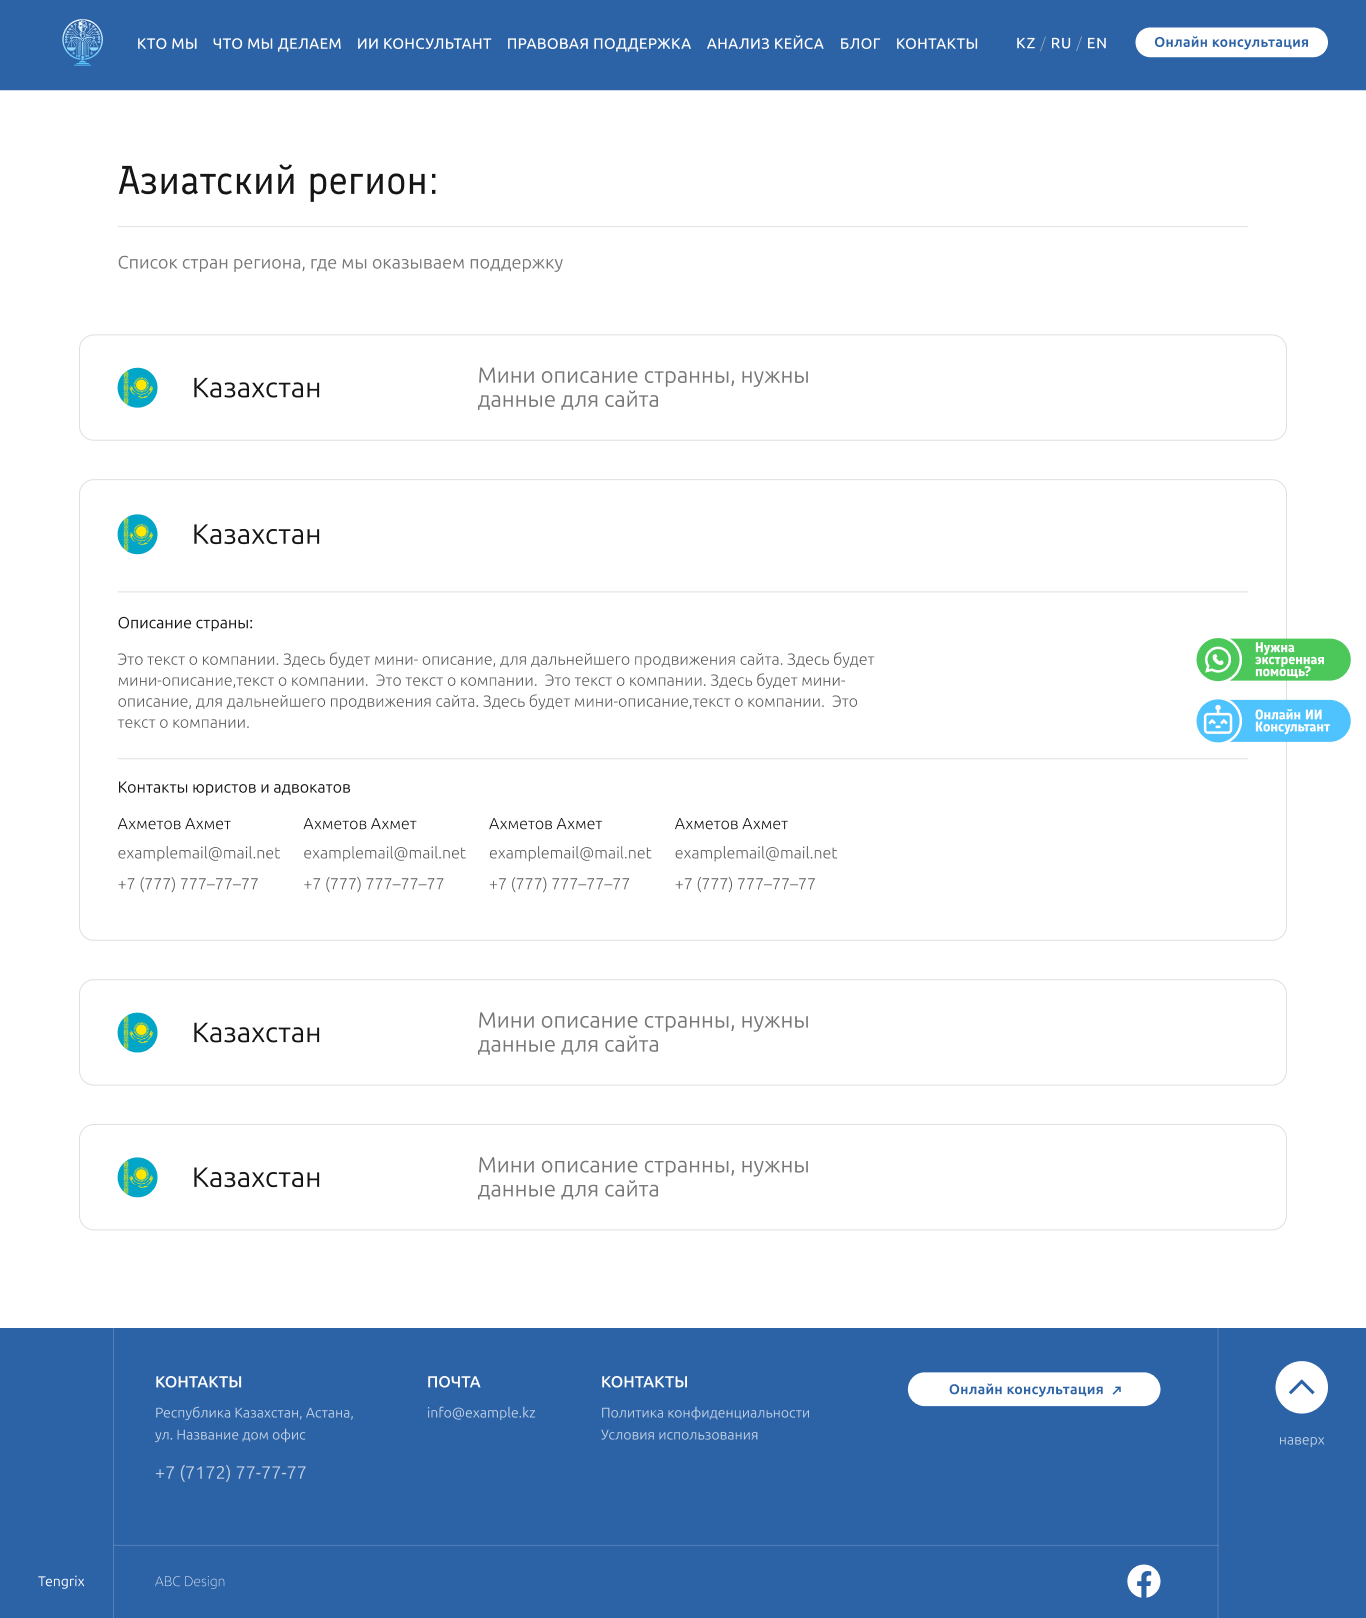 КТО МЫ ЧТО МЫ ДЕЛАЕМ ИИ КОНСУЛЬТАНТ ПРАВОВАЯ ПОДДЕРЖКА АНАЛИЗ КЕЙСА БЛОГ КОНТАКТЫ KZ / RU / EN Онлайн консультация
Азиатский регион:
Список стран региона, где мы оказываем поддержку
Казахстан
Мини описание странны, нужны
данные для сайта
Казахстан
Описание страны:
Это текст о компании. Здесь будет мини- описание, для дальнейшего продвижения сайта. Здесь будет
мини-описание,текст о компании.  Это текст о компании.  Это текст о компании. Здесь будет мини-
описание, для дальнейшего продвижения сайта. Здесь будет мини-описание,текст о компании.  Это
текст о компании.
Нужна
экстренная
помощь?
Онлайн ИИ
Консультант
Контакты юристов и адвокатов
Ахметов Ахмет Ахметов Ахмет Ахметов Ахмет Ахметов Ахмет
examplemail@mail.net examplemail@mail.net examplemail@mail.net examplemail@mail.net
+7 (777) 777–77–77 +7 (777) 777–77–77 +7 (777) 777–77–77 +7 (777) 777–77–77
Казахстан
Мини описание странны, нужны
данные для сайта
Казахстан
Мини описание странны, нужны
данные для сайта
КОНТАКТЫ
Республика Казахстан, Астана,
ул. Название дом офис
+7 (7172) 77-77-77
ПОЧТА
info@example.kz
КОНТАКТЫ
Политика конфиденциальности
Условия использования
Онлайн консультация
наверх
Tengrix
ABC Design